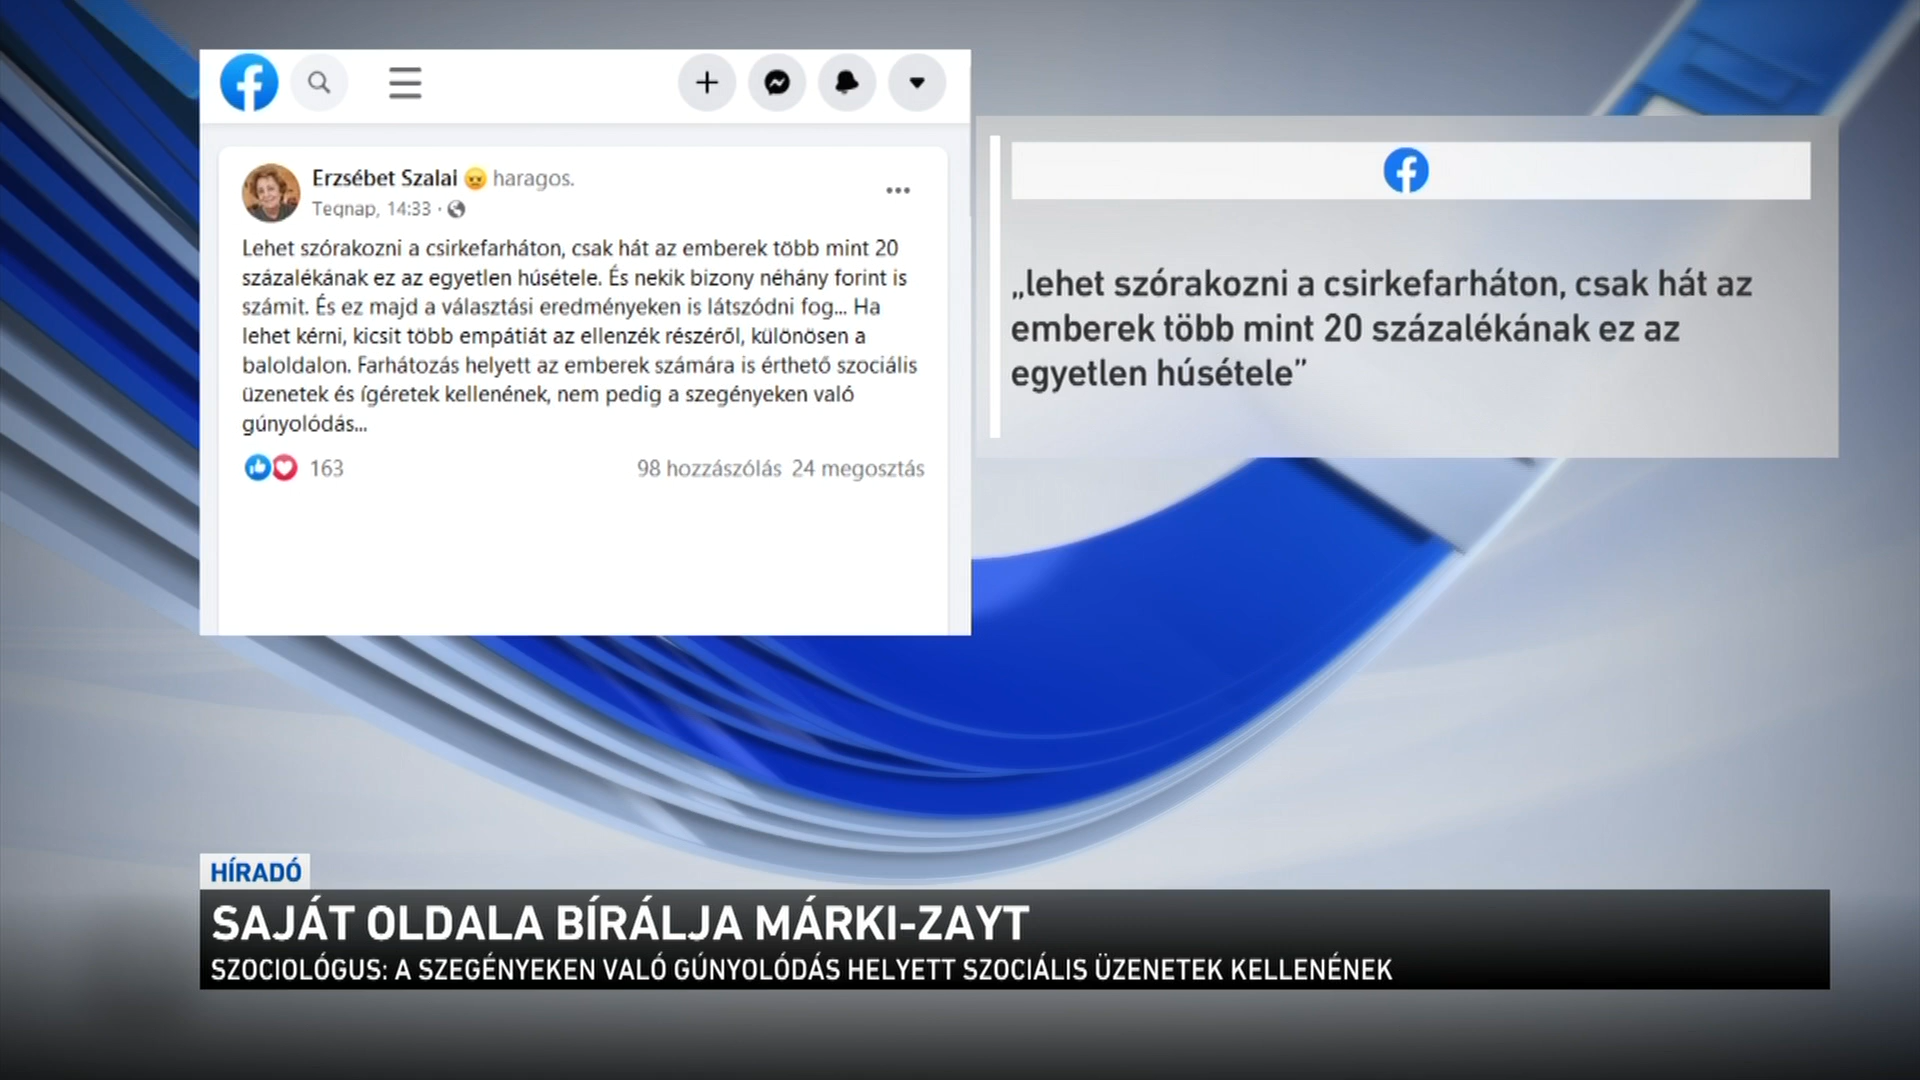 Erzsébet Szalai haragos.
Tegnap, 14:33 ·
Lehet szórakozni a csirkefarháton, csak hát az emberek több mint 20
százalékának ez az egyetlen húsétele. És nekik bizony néhány forint is
számit. És ez majd a választási eredményeken is látszódni fog... Ha
lehet kérni, kicsit több empátiát az ellenzék részéről, különösen a
baloldalon. Farhátozás helyett az emberek számára is érthető szociális
üzenetek és ígéretek kellenének, nem pedig a szegényeken való
gúnyolódás...
163 98 hozzászólás 24 megosztás
„lehet szórakozni a csirkefarháton, csak hát az
emberek több mint 20 százalékának ez az
egyetlen húsétele”
HÍRADÓ
SAJÁT OLDALA BÍRÁLJA MÁRKI-ZAYT
SZOCIOLÓGUS: A SZEGÉNYEKEN VALÓ GÚNYOLÓDÁS HELYETT SZOCIÁLIS ÜZENETEK KELLENÉNEK